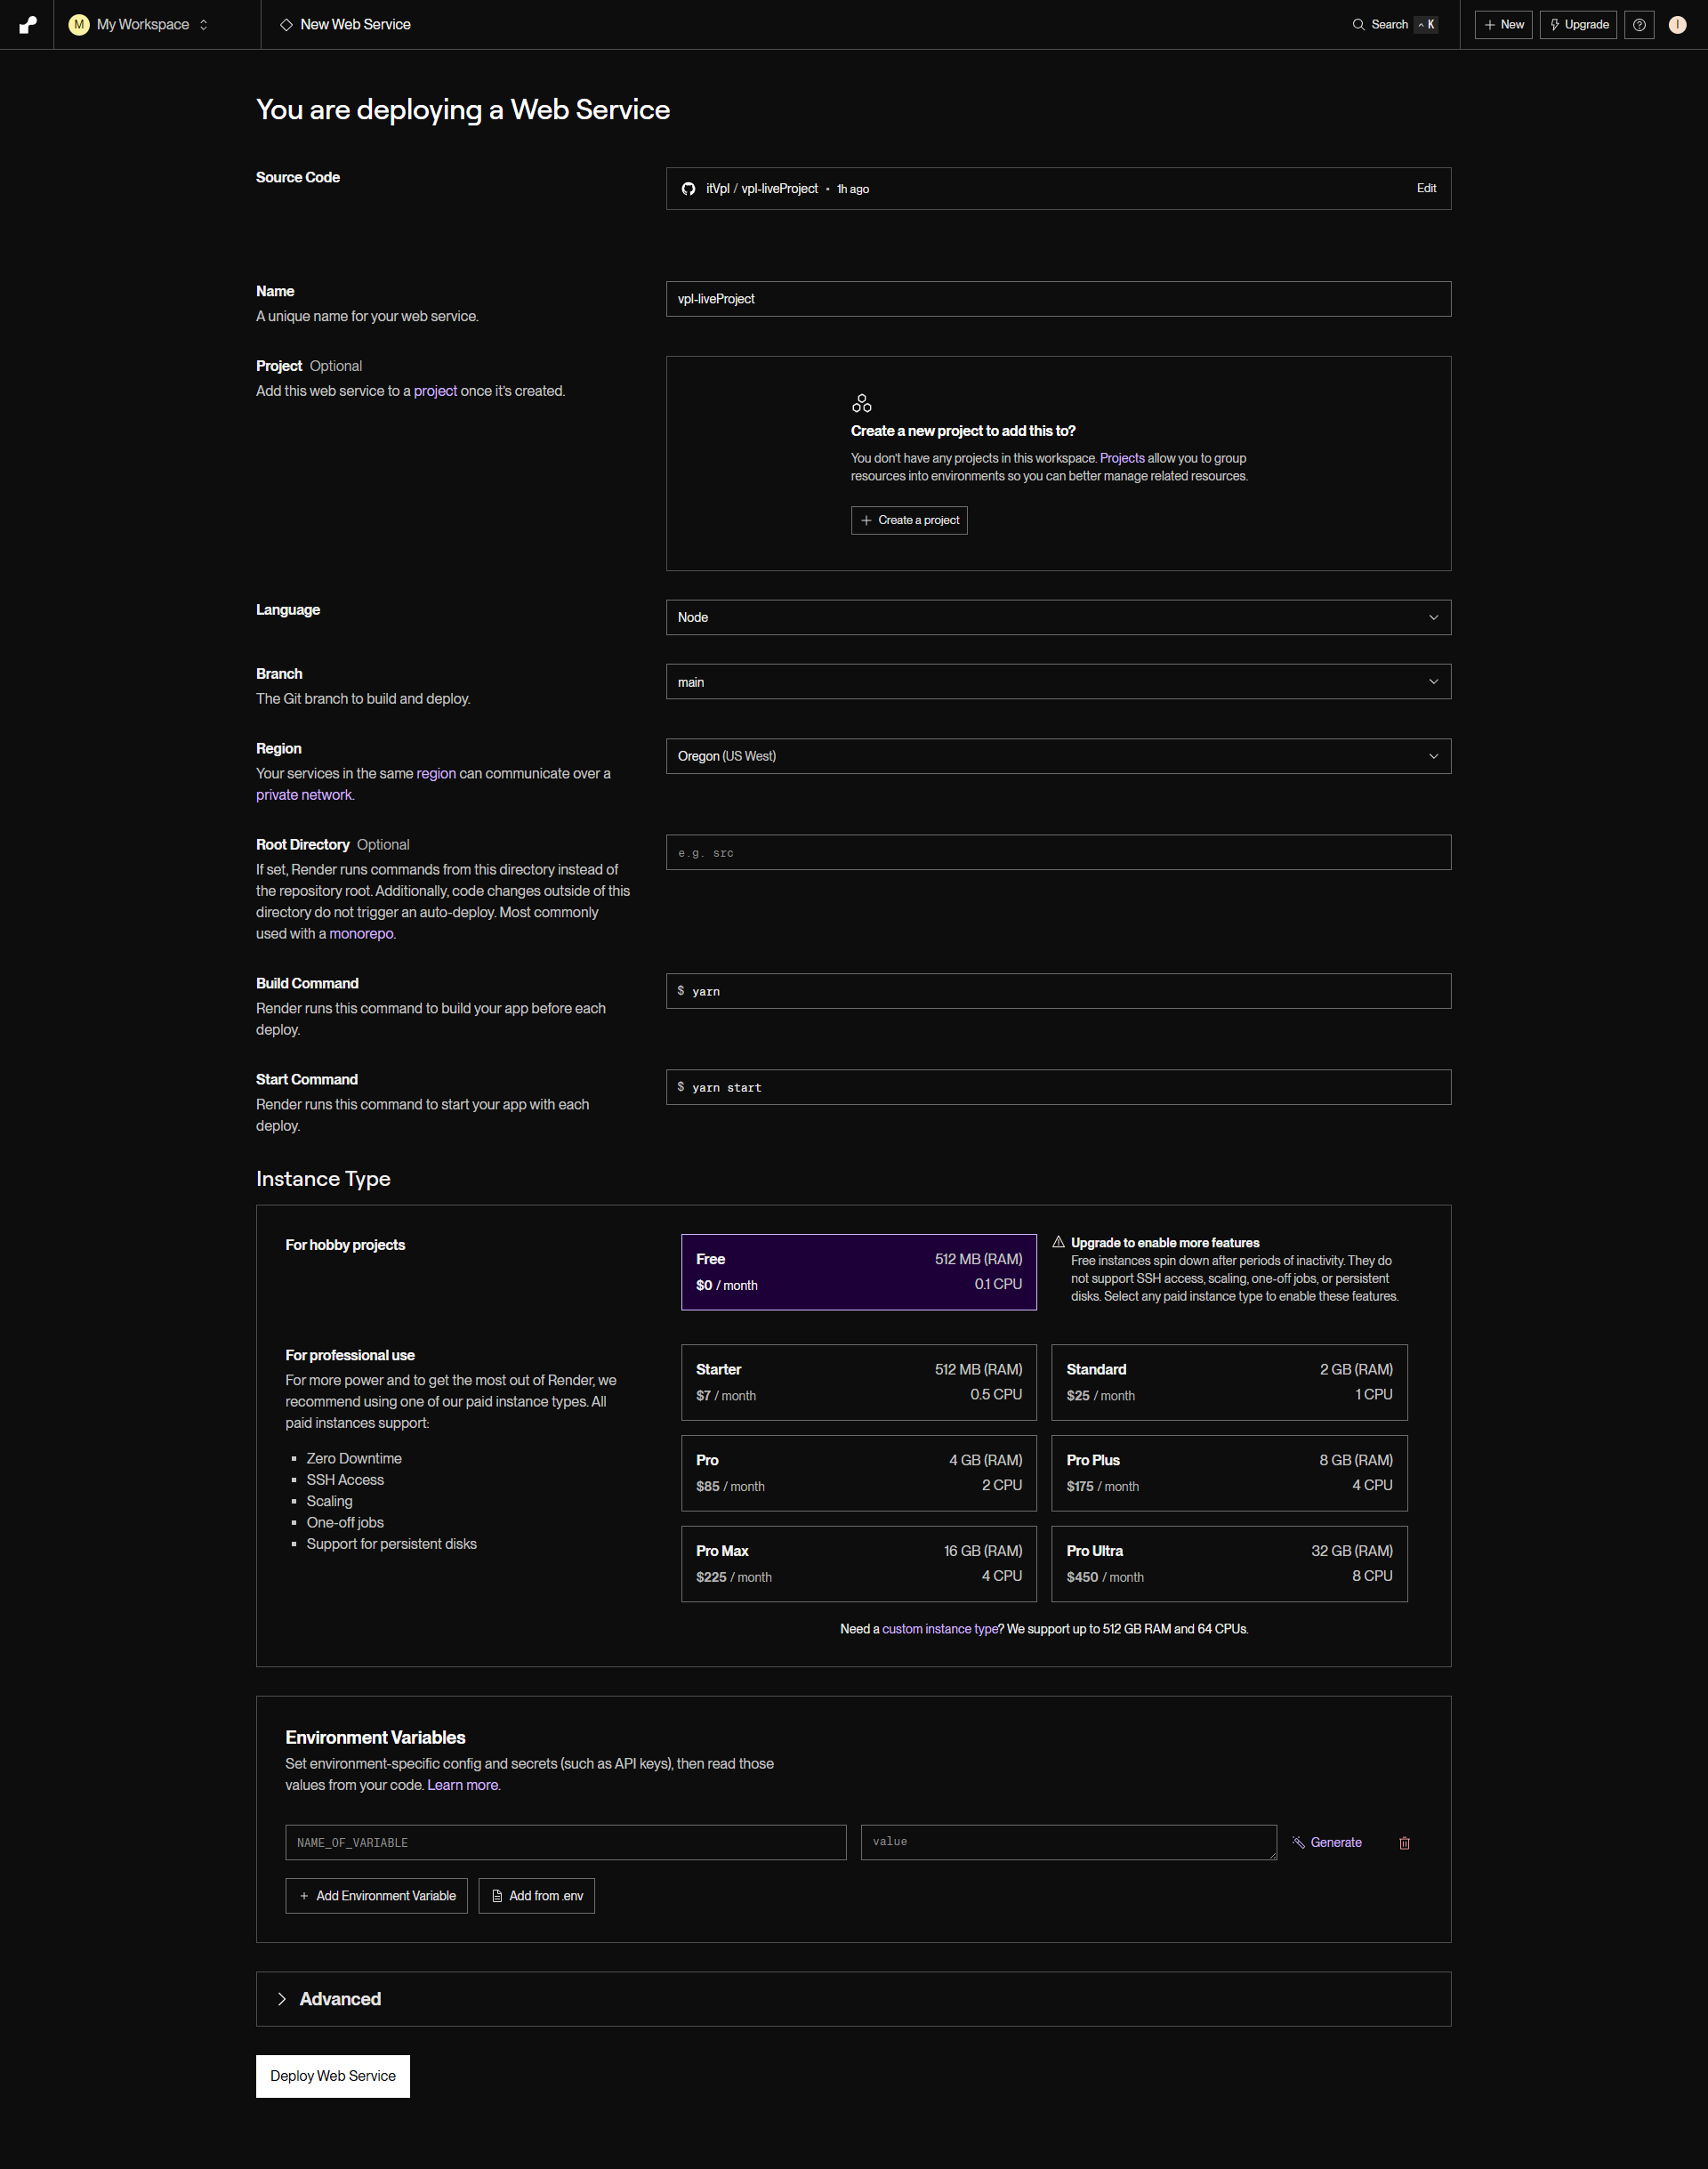 M My Workspace
New Web Service
Search ^ K
+ New
Upgrade
I
You are deploying a Web Service
Source Code
itVpl / vpl-liveProject • 1h ago
Edit
Name
A unique name for your web service.
vpl-liveProject
Project Optional
Add this web service to a project once it's created.
Create a new project to add this to?
You don't have any projects in this workspace. Projects allow you to group
resources into environments so you can better manage related resources.
+ Create a project
Language
Node
Branch
The Git branch to build and deploy.
main
Region
Your services in the same region can communicate over a
private network.
Oregon (US West)
Root Directory Optional
If set, Render runs commands from this directory instead of
the repository root. Additionally, code changes outside of this
directory do not trigger an auto-deploy. Most commonly
used with a monorepo.
e.g. src
Build Command
Render runs this command to build your app before each
deploy.
$ yarn
Start Command
Render runs this command to start your app with each
deploy.
$ yarn start
Instance Type
For hobby projects
Free 512 MB (RAM)
$0 / month 0.1 CPU
Upgrade to enable more features
Free instances spin down after periods of inactivity. They do
not support SSH access, scaling, one-off jobs, or persistent
disks. Select any paid instance type to enable these features.
For professional use
For more power and to get the most out of Render, we
recommend using one of our paid instance types. All
paid instances support:
▪ Zero Downtime
▪ SSH Access
▪ Scaling
▪ One-off jobs
▪ Support for persistent disks
Starter 512 MB (RAM)
$7 / month 0.5 CPU
Standard 2 GB (RAM)
$25 / month 1 CPU
Pro 4 GB (RAM)
$85 / month 2 CPU
Pro Plus 8 GB (RAM)
$175 / month 4 CPU
Pro Max 16 GB (RAM)
$225 / month 4 CPU
Pro Ultra 32 GB (RAM)
$450 / month 8 CPU
Need a custom instance type? We support up to 512 GB RAM and 64 CPUs.
Environment Variables
Set environment-specific config and secrets (such as API keys), then read those
values from your code. Learn more.
NAME_OF_VARIABLE
value
Generate
+ Add Environment Variable
Add from .env
Advanced
Deploy Web Service